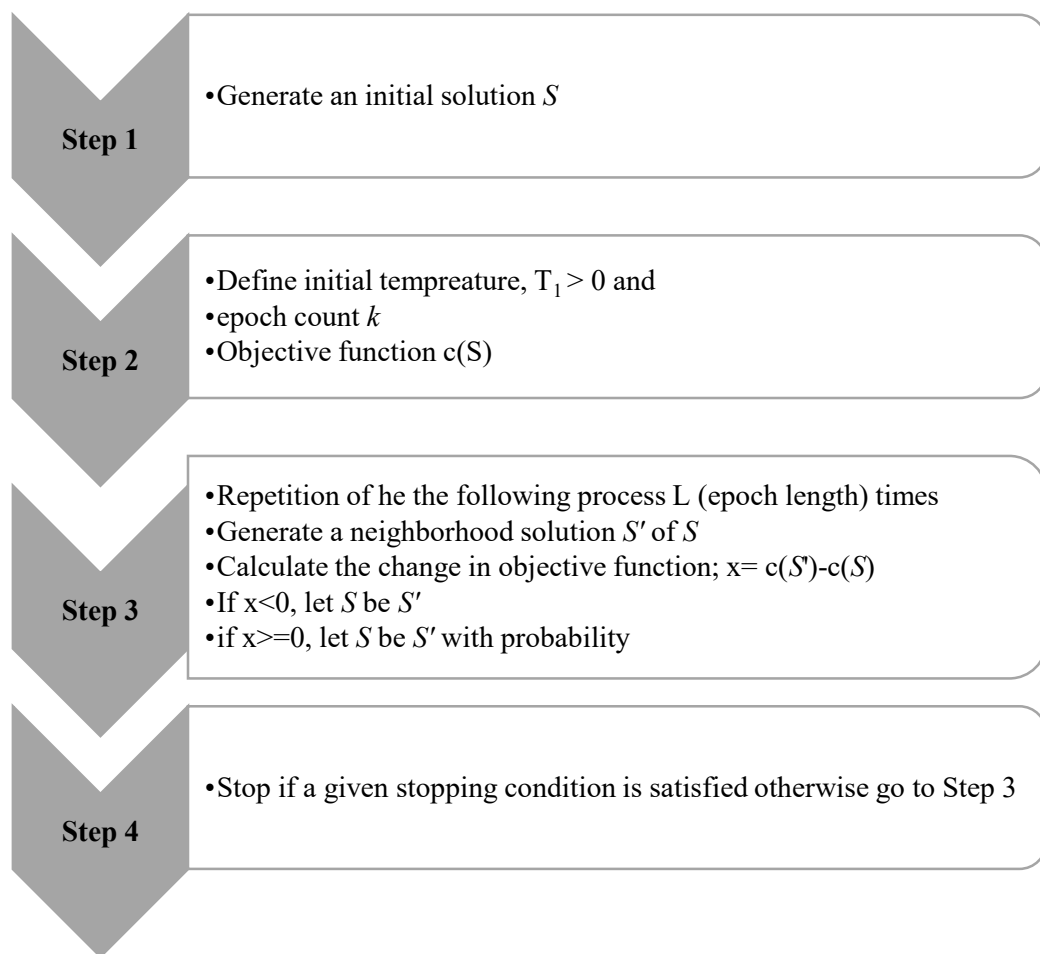 Step 1
•Generate an initial solution S
Step 2
•Define initial tempreature, T₁ > 0 and
•epoch count k
•Objective function c(S)
Step 3
•Repetition of he the following process L (epoch length) times
•Generate a neighborhood solution S' of S
•Calculate the change in objective function; x= c(S')-c(S)
•If x<0, let S be S'
•if x>=0, let S be S' with probability
Step 4
•Stop if a given stopping condition is satisfied otherwise go to Step 3